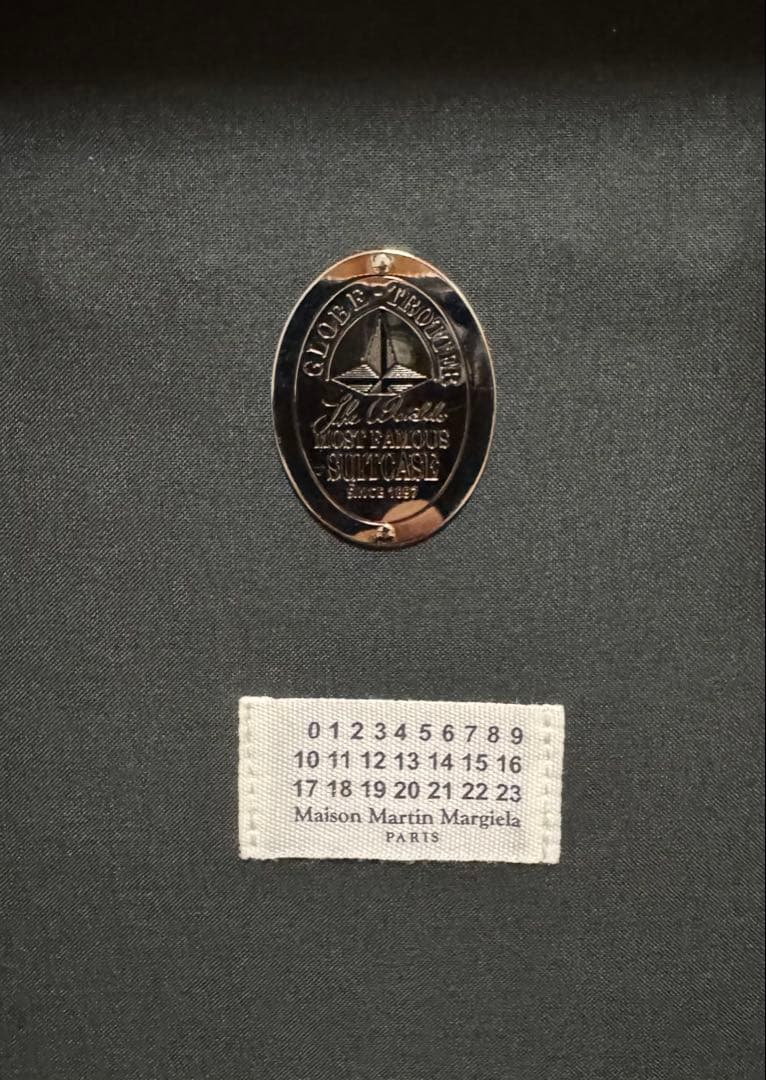 GLOBE-TROTTER
The Worlds
MOST FAMOUS
SUITCASE
SINCE 1897
0 1 2 3 4 5 6 7 8 9
10 11 12 13 14 15 16
17 18 19 20 21 22 23
Maison Martin Margiela
PARIS